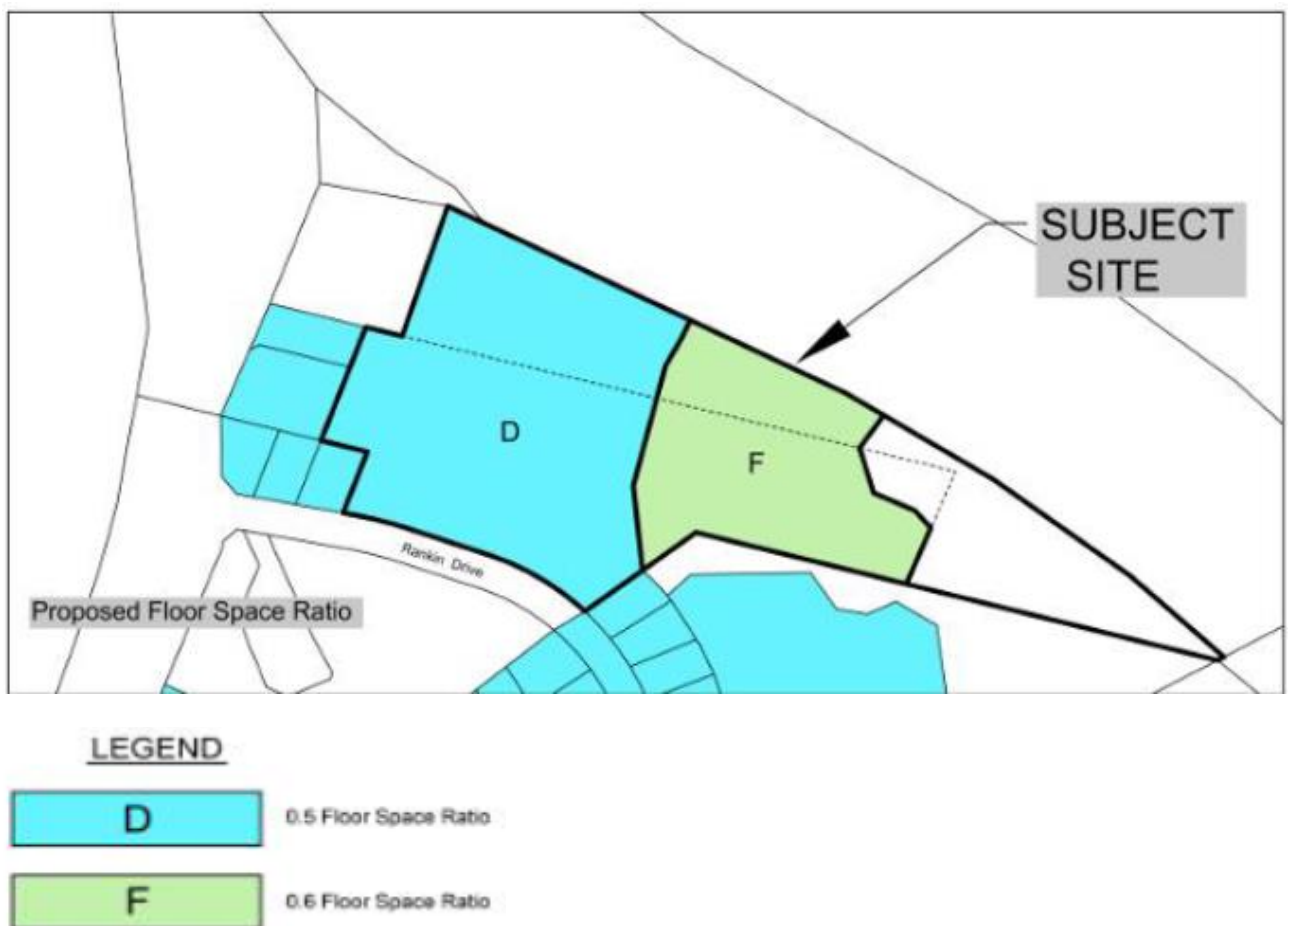 SUBJECT
SITE
D
F
Rankin Drive
Proposed Floor Space Ratio
LEGEND
D
0.5 Floor Space Ratio
F
0.6 Floor Space Ratio